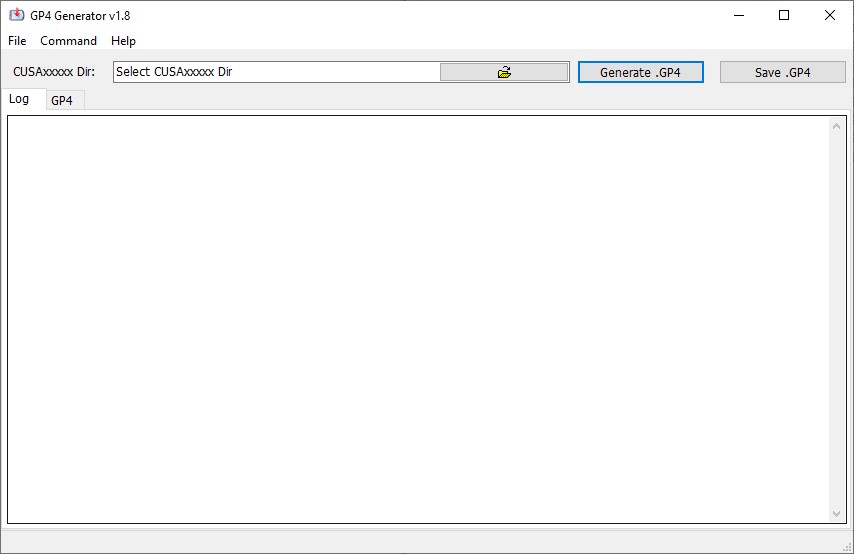 GP4 Generator v1.8
File Command Help
CUSAxxxxx Dir: Select CUSAxxxxx Dir Generate .GP4 Save .GP4
Log GP4